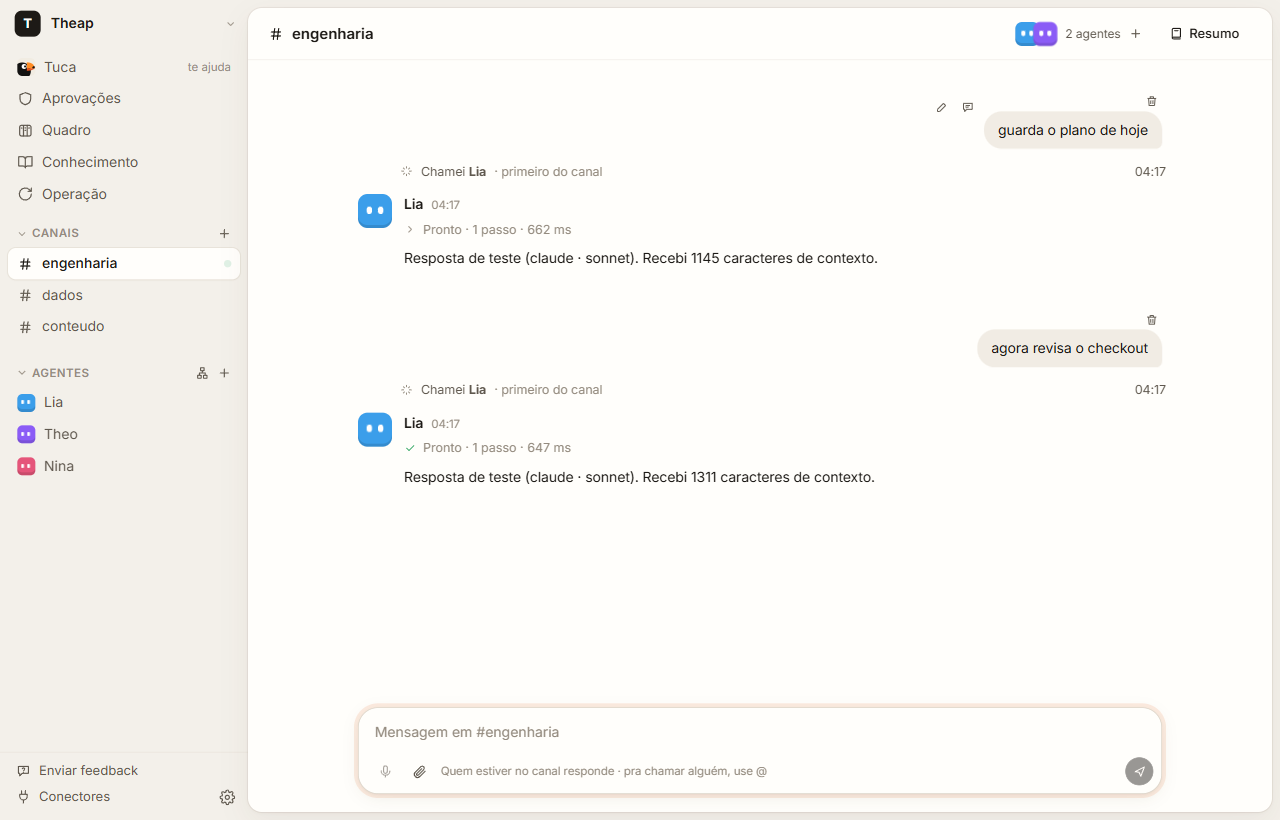 T Theap
Tuca te ajuda
Aprovações
Quadro
Conhecimento
Operação
CANAIS
# engenharia
# dados
# conteudo
AGENTES
Lia
Theo
Nina
Enviar feedback
Conectores
# engenharia
2 agentes
Resumo
guarda o plano de hoje
Chamei Lia · primeiro do canal 04:17
Lia 04:17
Pronto · 1 passo · 662 ms
Resposta de teste (claude · sonnet). Recebi 1145 caracteres de contexto.
agora revisa o checkout
Chamei Lia · primeiro do canal 04:17
Lia 04:17
Pronto · 1 passo · 647 ms
Resposta de teste (claude · sonnet). Recebi 1311 caracteres de contexto.
Mensagem em #engenharia
Quem estiver no canal responde · pra chamar alguém, use @